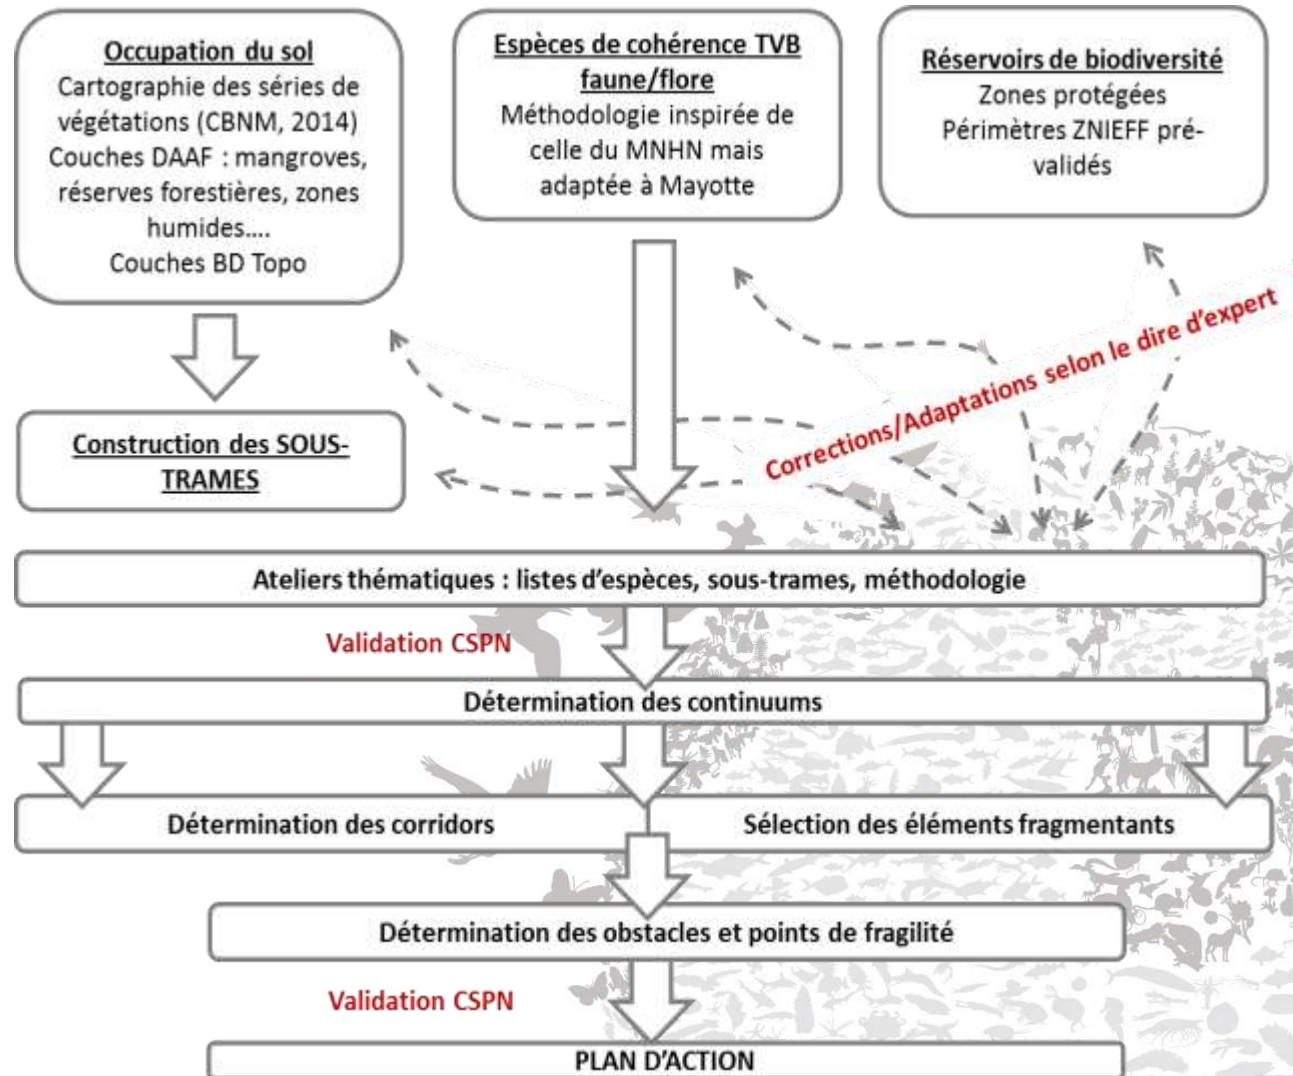 Occupation du sol
Cartographie des séries de
végétations (CBNM, 2014)
Couches DAAF : mangroves,
réserves forestières, zones
humides....
Couches BD Topo
Espèces de cohérence TVB
faune/flore
Méthodologie inspirée de
celle du MNHN mais
adaptée à Mayotte
Réservoirs de biodiversité
Zones protégées
Périmètres ZNIEFF pré-
validés
Corrections/Adaptations selon le dire d'expert
Construction des SOUS-
TRAMES
Ateliers thématiques : listes d'espèces, sous-trames, méthodologie
Validation CSPN
Détermination des continuums
Détermination des corridors
Sélection des éléments fragmentants
Détermination des obstacles et points de fragilité
Validation CSPN
PLAN D'ACTION